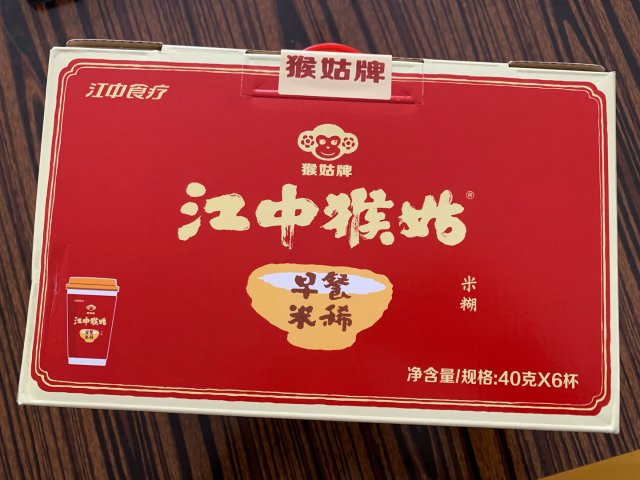 猴姑牌
江中食疗
猴姑牌
江中猴姑®
早餐
米稀
米糊
江中猴姑
净含量/规格:40克X6杯